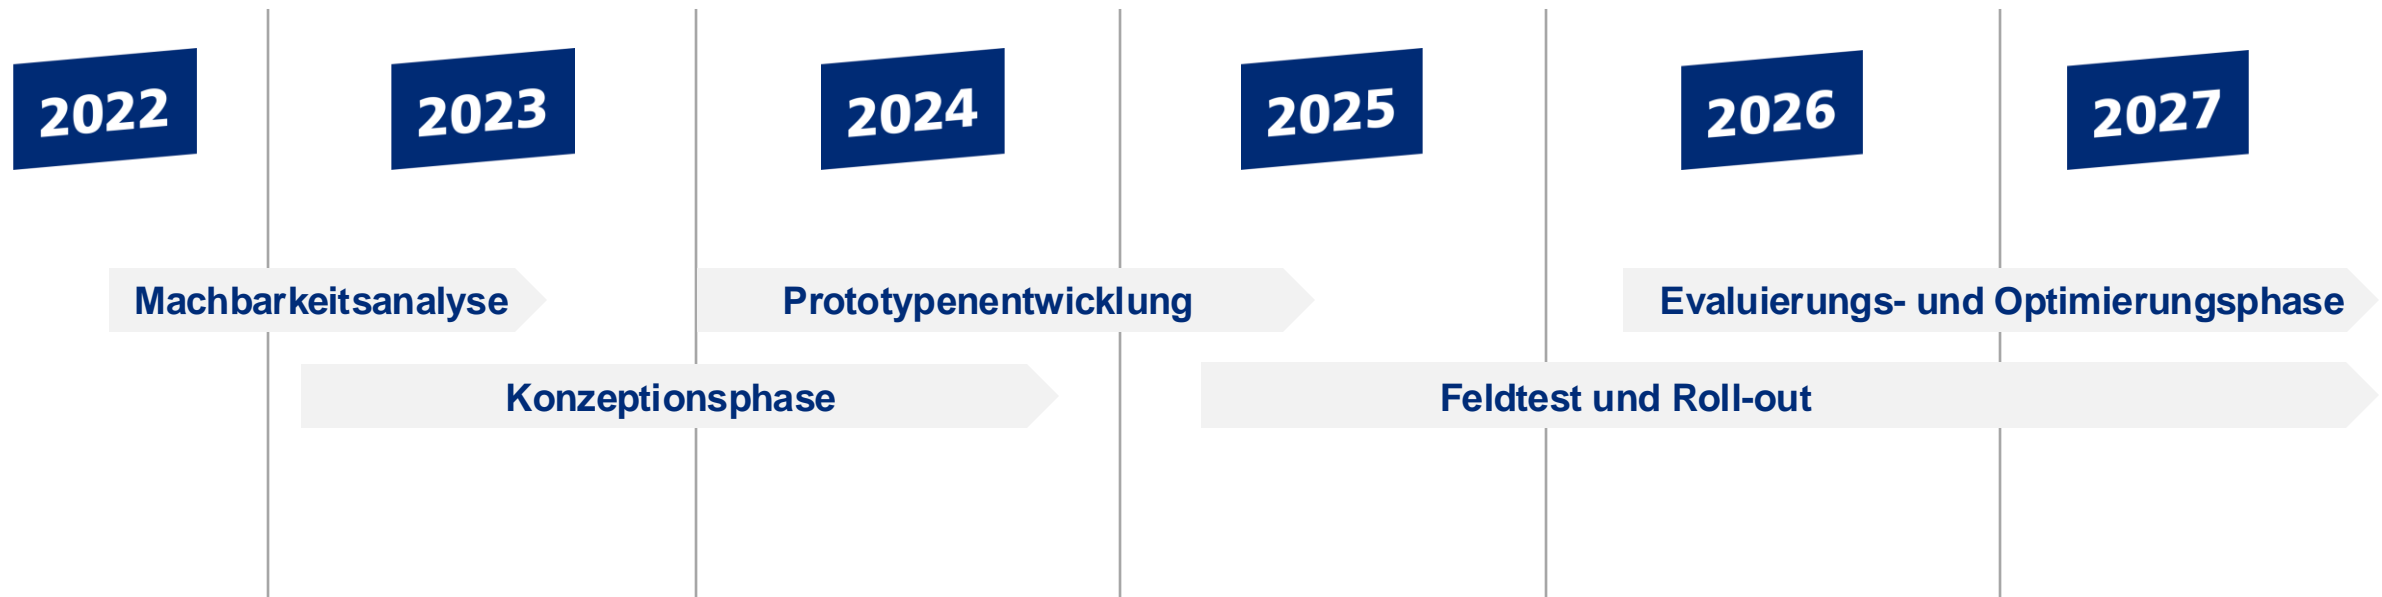 2022
2023
2024
2025
2026
2027
Machbarkeitsanalyse
Prototypenentwicklung
Evaluierungs- und Optimierungsphase
Konzeptionsphase
Feldtest und Roll-out